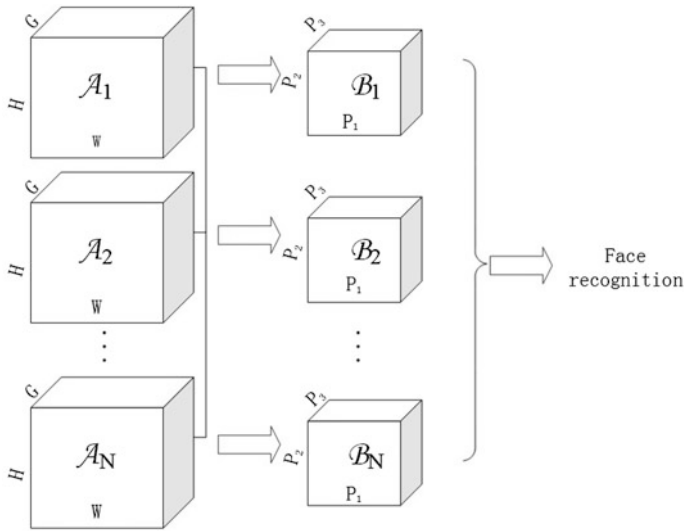 G
H
𝒜1
W
P3
P2
ℬ1
P1
G
H
𝒜2
W
P3
P2
ℬ2
P1
Face
recognition
⋮
⋮
G
H
𝒜N
W
P3
P2
ℬN
P1